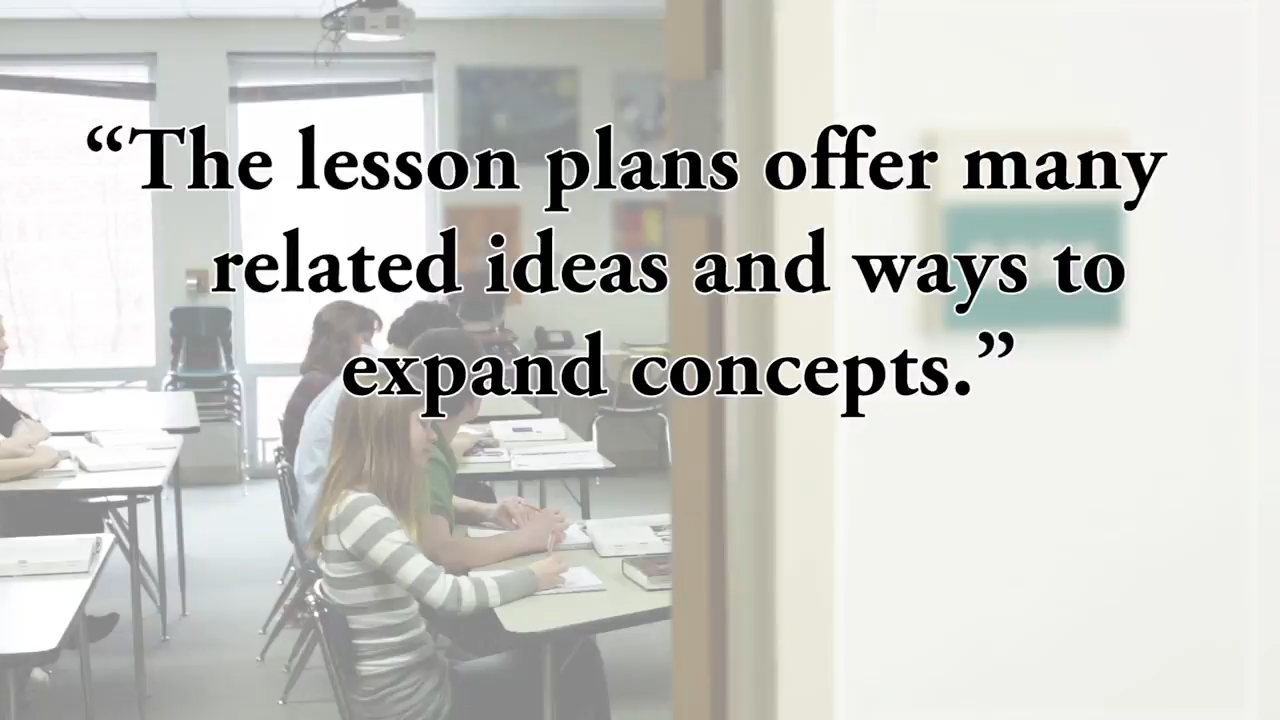 “The lesson plans offer many
related ideas and ways to
expand concepts.”